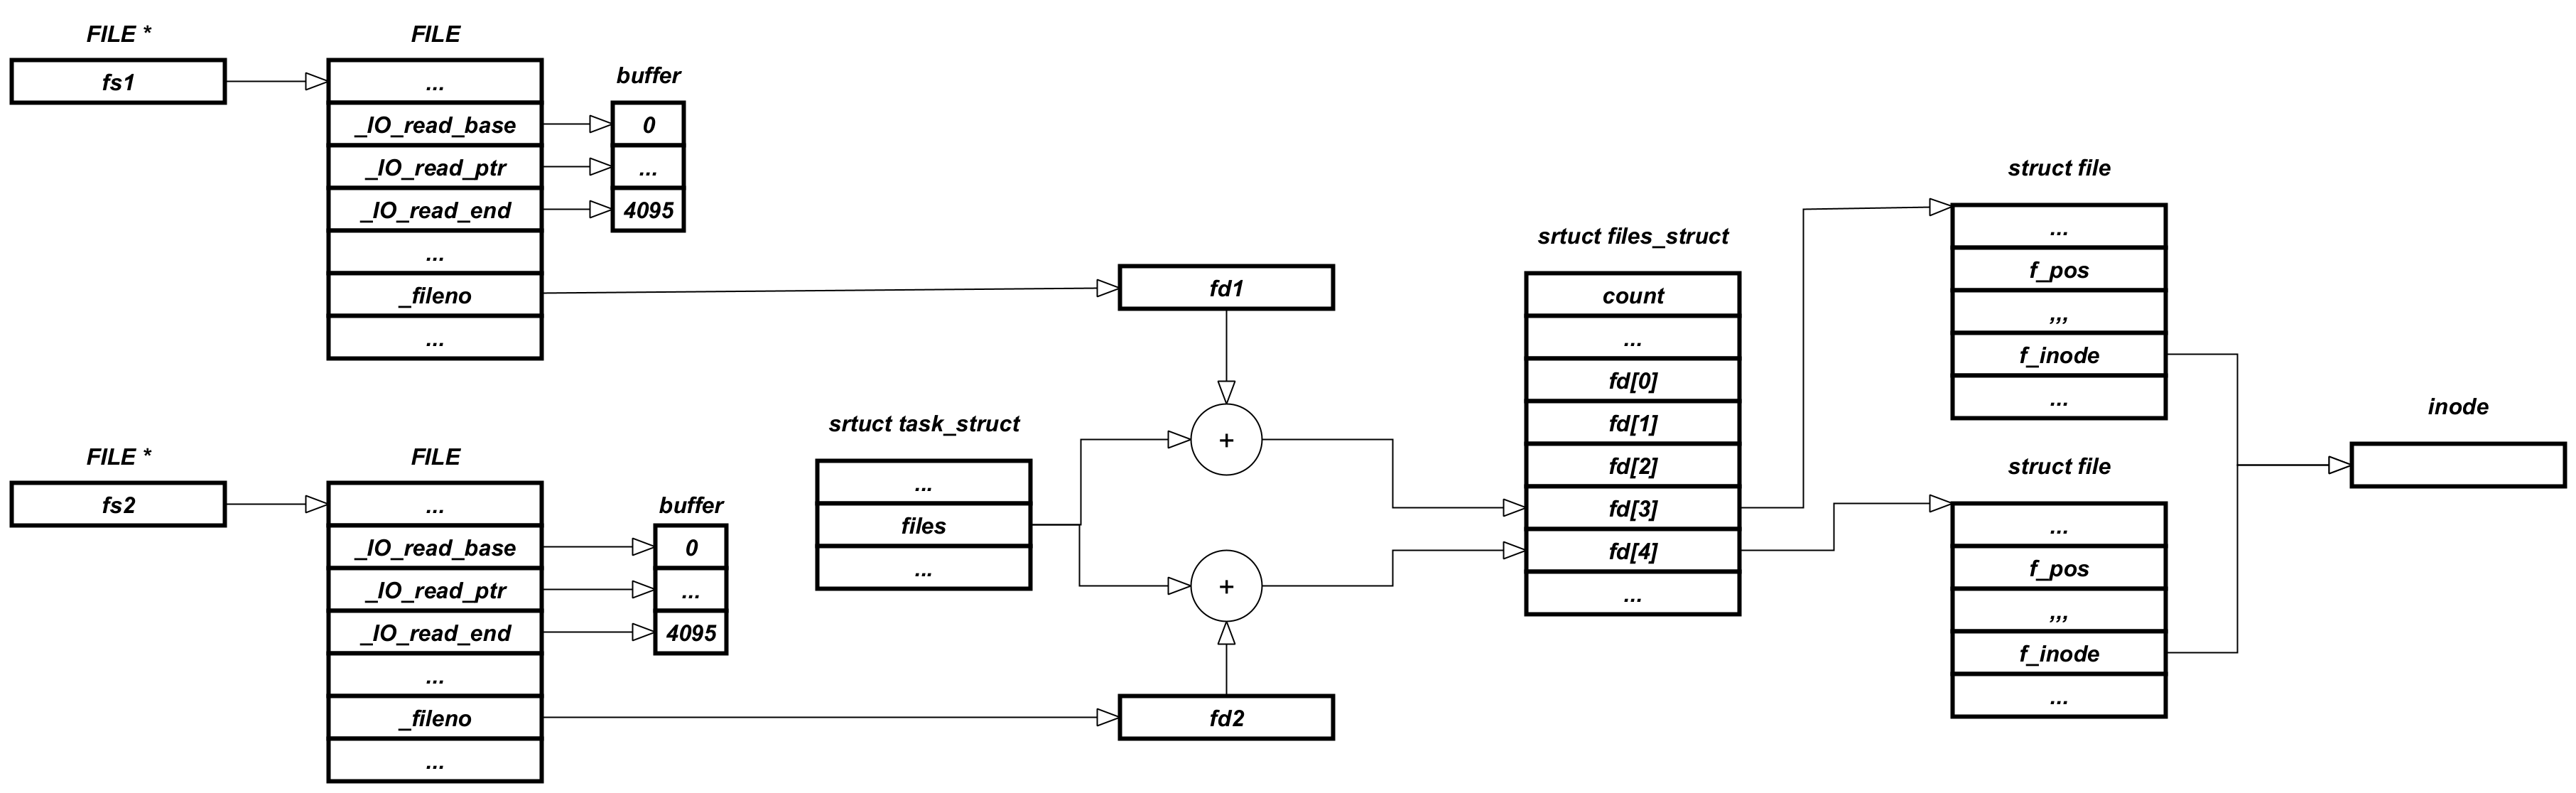 FILE *
fs1
FILE
...
_IO_read_base
_IO_read_ptr
_IO_read_end
...
_fileno
...
buffer
0
...
4095
FILE *
fs2
FILE
...
_IO_read_base
_IO_read_ptr
_IO_read_end
...
_fileno
...
buffer
0
...
4095
srtuct task_struct
...
files
...
fd1
+
+
fd2
srtuct files_struct
count
...
fd[0]
fd[1]
fd[2]
fd[3]
fd[4]
...
struct file
...
f_pos
,,,
f_inode
...
struct file
...
f_pos
,,,
f_inode
...
inode